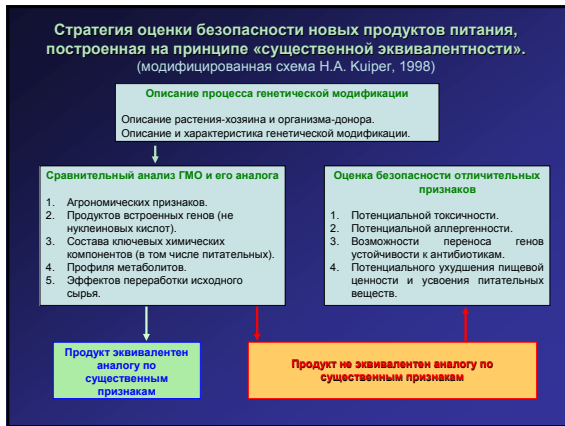 Стратегия оценки безопасности новых продуктов питания,
построенная на принципе «существенной эквивалентности».
(модифицированная схема H.A. Kuiper, 1998)
Описание процесса генетической модификации
Описание растения-хозяина и организма-донора.
Описание и характеристика генетической модификации.
Сравнительный анализ ГМО и его аналога
1. Агрономических признаков.
2. Продуктов встроенных генов (не
нуклеиновых кислот).
3. Состава ключевых химических
компонентов (в том числе питательных).
4. Профиля метаболитов.
5. Эффектов переработки исходного
сырья.
Оценка безопасности отличительных
признаков
1. Потенциальной токсичности.
2. Потенциальной аллергенности.
3. Возможности переноса генов
устойчивости к антибиотикам.
4. Потенциального ухудшения пищевой
ценности и усвоения питательных
веществ.
Продукт эквивалентен
аналогу по
существенным
признакам
Продукт не эквивалентен аналогу по
существенным признакам